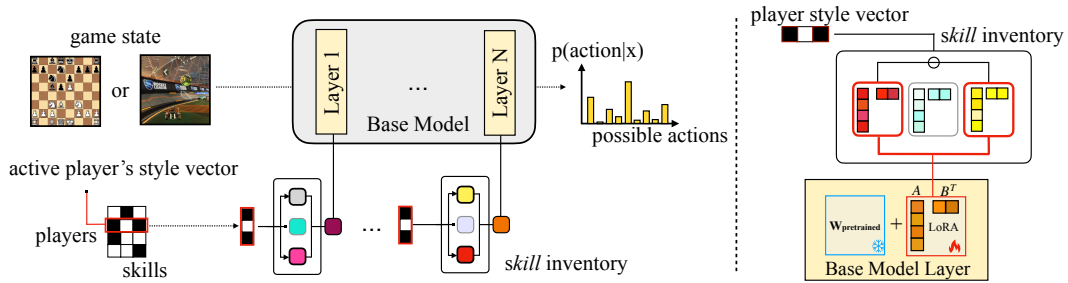 game state
or
Layer 1
...
Layer N
Base Model
p(action|x)
possible actions
active player's style vector
players
skills
...
skill inventory
player style vector
skill inventory
A
B^T
W_pretrained
+
LoRA
Base Model Layer